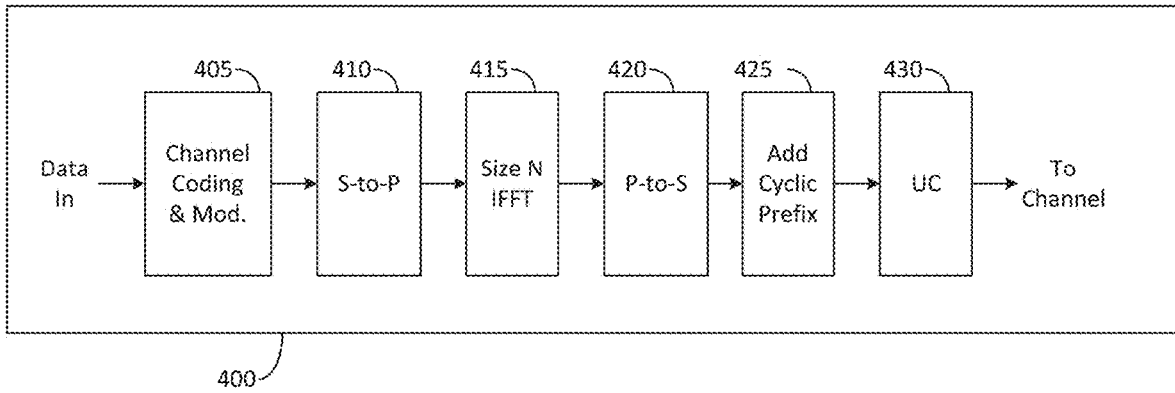 405
410
415
420
425
430
Data
In
Channel
Coding
& Mod.
S-to-P
Size N
IFFT
P-to-S
Add
Cyclic
Prefix
UC
To
Channel
400